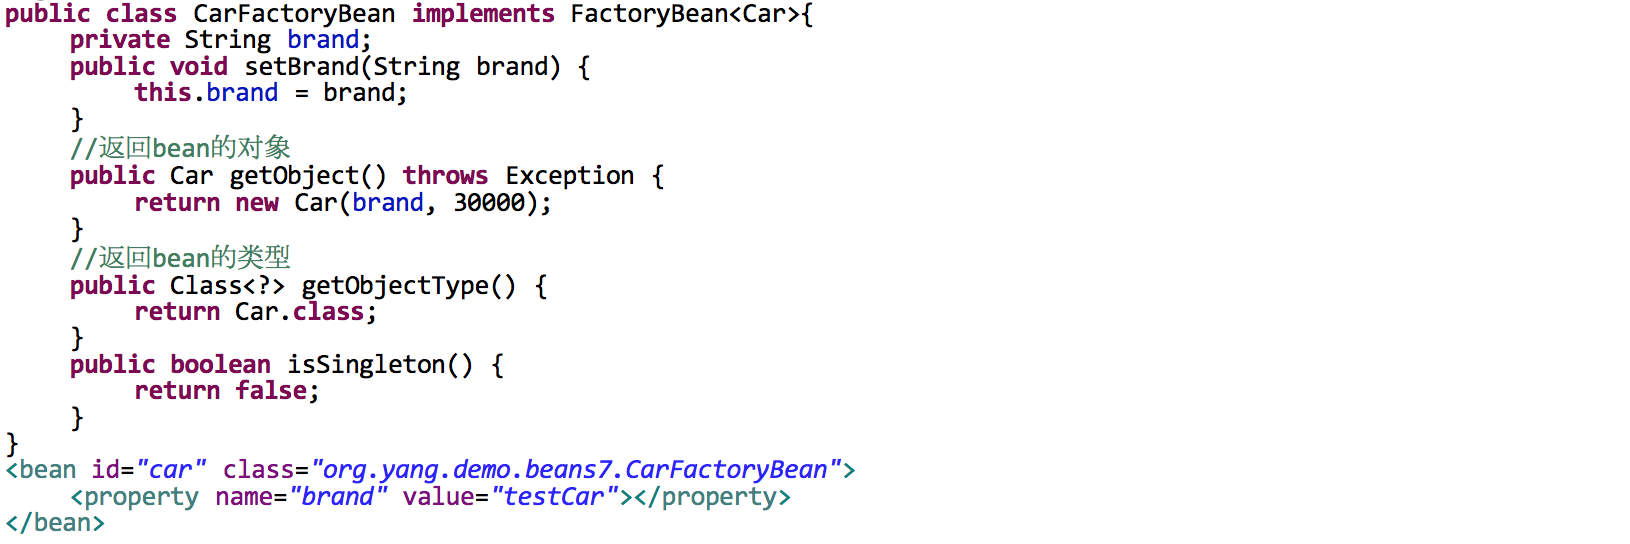 public class CarFactoryBean implements FactoryBean<Car>{
private String brand;
public void setBrand(String brand) {
this.brand = brand;
}
//返回bean的对象
public Car getObject() throws Exception {
return new Car(brand, 30000);
}
//返回bean的类型
public Class<?> getObjectType() {
return Car.class;
}
public boolean isSingleton() {
return false;
}
}
<bean id="car" class="org.yang.demo.beans7.CarFactoryBean">
<property name="brand" value="testCar"></property>
</bean>